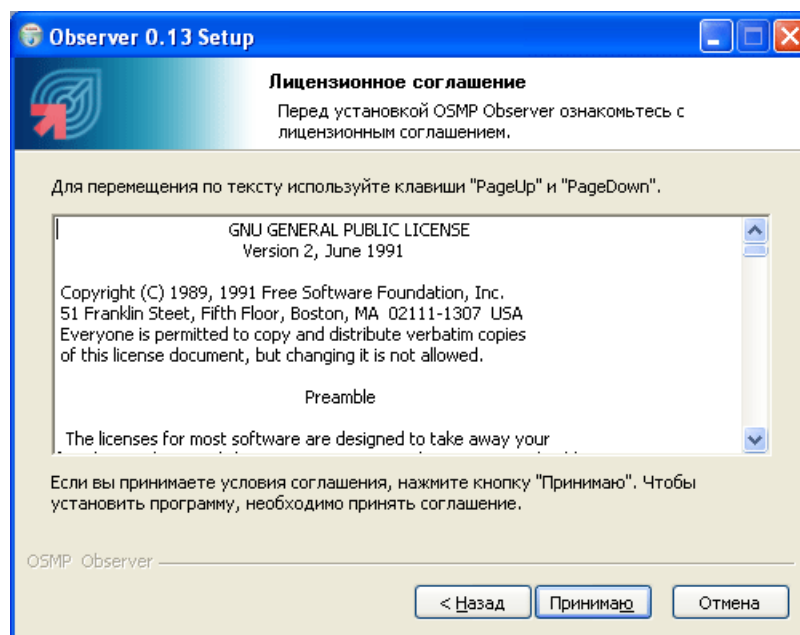 Observer 0.13 Setup
Лицензионное соглашение
Перед установкой OSMP Observer ознакомьтесь с
лицензионным соглашением.
Для перемещения по тексту используйте клавиши "PageUp" и "PageDown".
GNU GENERAL PUBLIC LICENSE
Version 2, June 1991
Copyright (C) 1989, 1991 Free Software Foundation, Inc.
51 Franklin Steet, Fifth Floor, Boston, MA 02111-1307 USA
Everyone is permitted to copy and distribute verbatim copies
of this license document, but changing it is not allowed.
Preamble
The licenses for most software are designed to take away your
Если вы принимаете условия соглашения, нажмите кнопку "Принимаю". Чтобы
установить программу, необходимо принять соглашение.
OSMP Observer
< Назад Принимаю Отмена